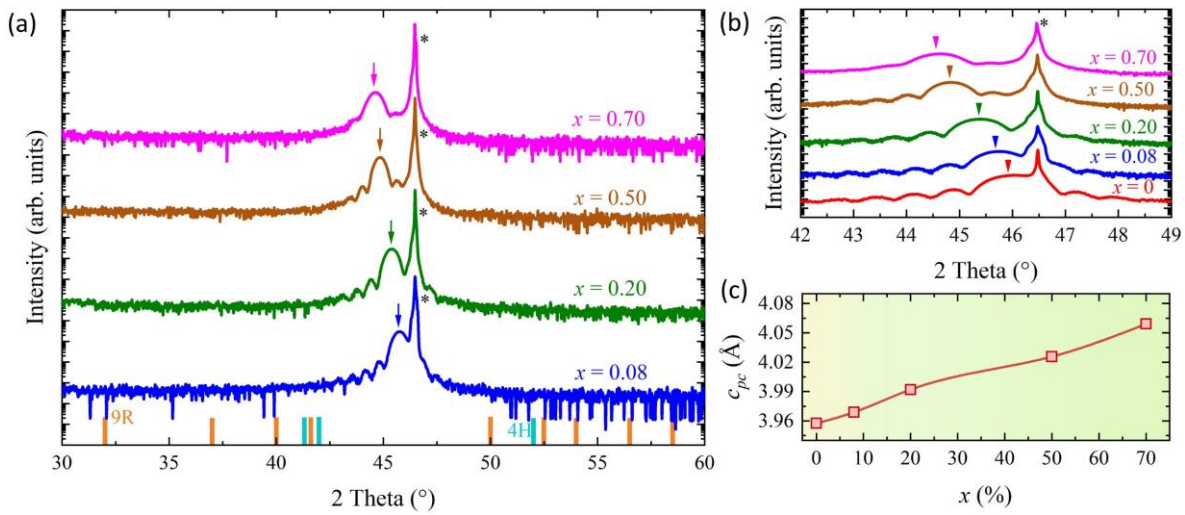 (a)
Intensity (arb. units)
*
x = 0.70
*
x = 0.50
*
x = 0.20
*
x = 0.08
9R
4H
30 35 40 45 50 55 60
2 Theta (°)
(b)
Intensity (arb. units)
*
x = 0.70
x = 0.50
x = 0.20
x = 0.08
x = 0
42 43 44 45 46 47 48 49
2 Theta (°)
(c)
c_pc (Å)
4.08
4.05
4.02
3.99
3.96
0 10 20 30 40 50 60 70
x (%)